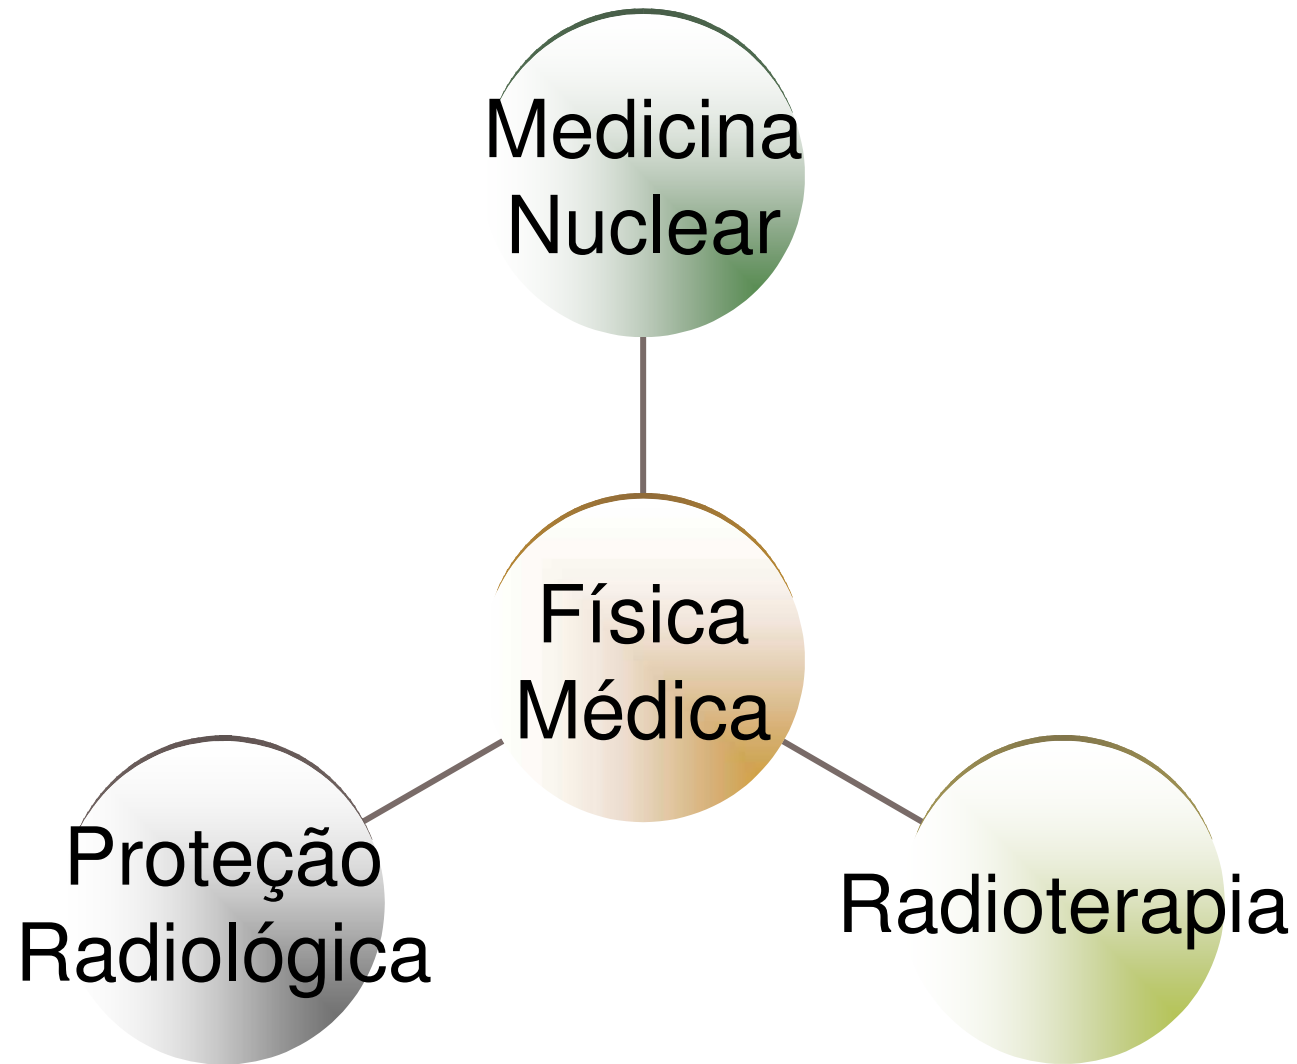 Medicina
Nuclear
Física
Médica
Proteção
Radiológica
Radioterapia